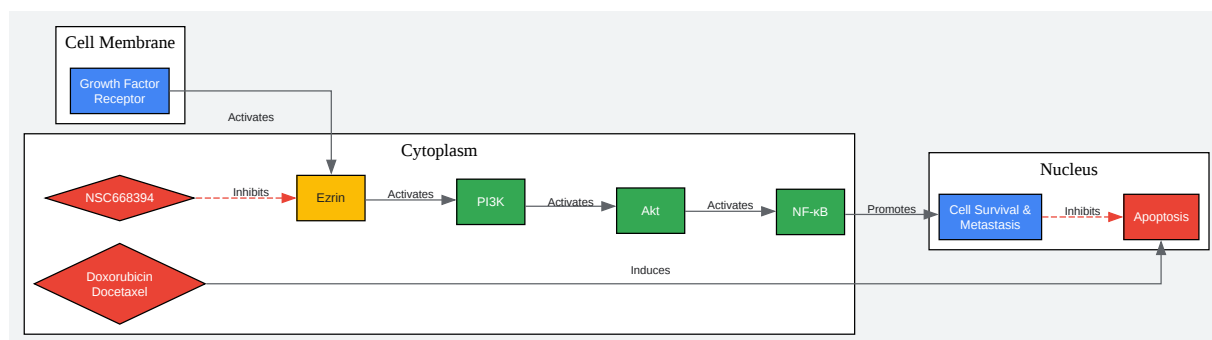 Cell Membrane
Growth Factor
Receptor
Activates
Cytoplasm
NSC668394
Inhibits
Ezrin
Activates
PI3K
Activates
Akt
Activates
NF-κB
Promotes
Nucleus
Cell Survival &
Metastasis
Inhibits
Apoptosis
Doxorubicin
Docetaxel
Induces